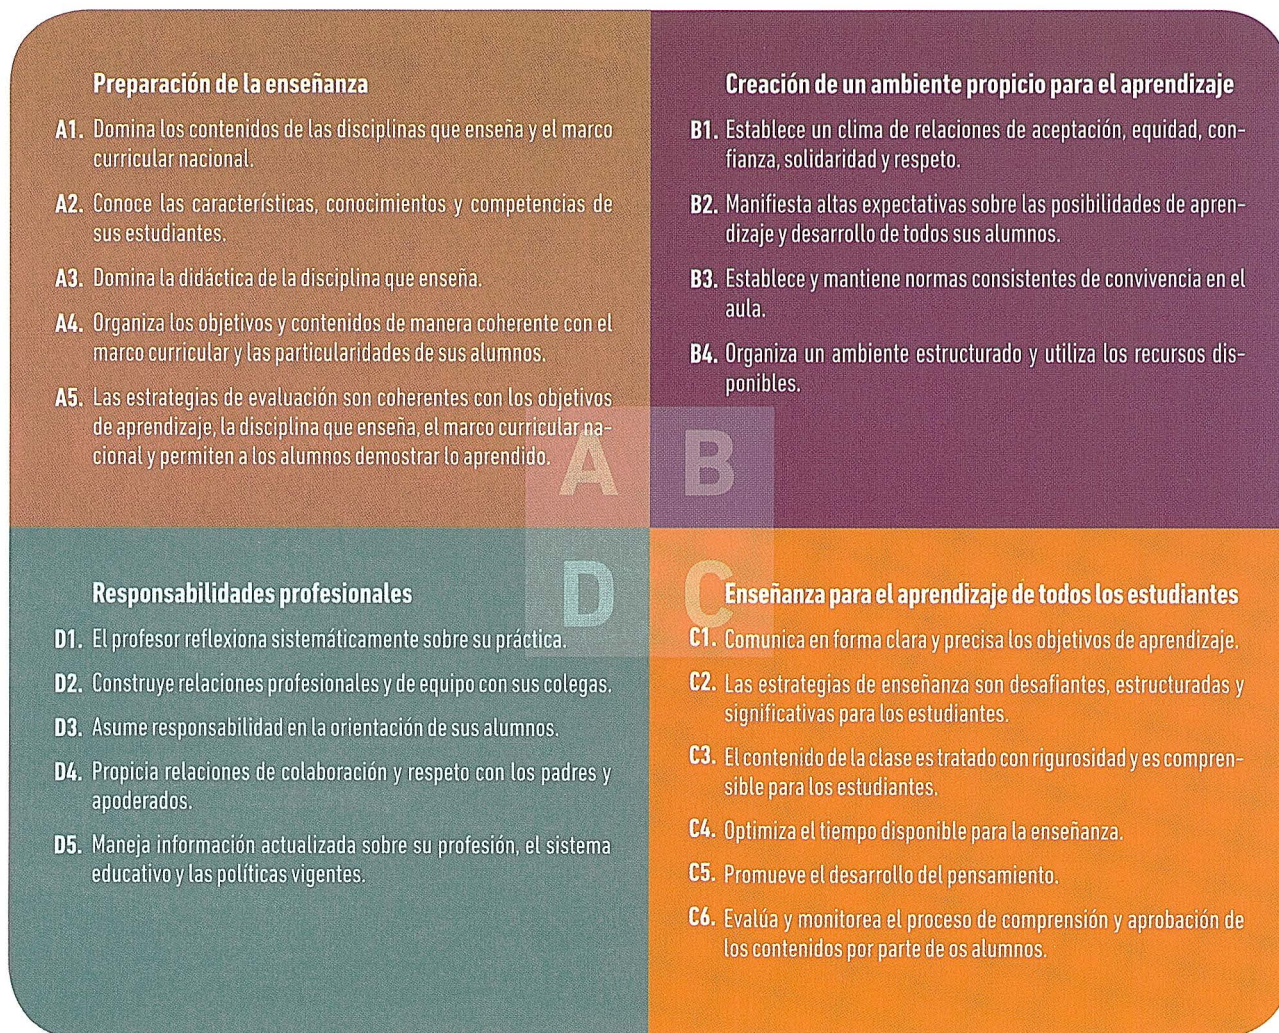 Preparación de la enseñanza
A1. Domina los contenidos de las disciplinas que enseña y el marco
curricular nacional.
A2. Conoce las características, conocimientos y competencias de
sus estudiantes.
A3. Domina la didáctica de la disciplina que enseña.
A4. Organiza los objetivos y contenidos de manera coherente con el
marco curricular y las particularidades de sus alumnos.
A5. Las estrategias de evaluación son coherentes con los objetivos
de aprendizaje, la disciplina que enseña, el marco curricular na-
cional y permiten a los alumnos demostrar lo aprendido.
A
Creación de un ambiente propicio para el aprendizaje
B1. Establece un clima de relaciones de aceptación, equidad, con-
fianza, solidaridad y respeto.
B2. Manifiesta altas expectativas sobre las posibilidades de apren-
dizaje y desarrollo de todos sus alumnos.
B3. Establece y mantiene normas consistentes de convivencia en el
aula.
B4. Organiza un ambiente estructurado y utiliza los recursos dis-
ponibles.
B
D
Responsabilidades profesionales
D1. El profesor reflexiona sistemáticamente sobre su práctica.
D2. Construye relaciones profesionales y de equipo con sus colegas.
D3. Asume responsabilidad en la orientación de sus alumnos.
D4. Propicia relaciones de colaboración y respeto con los padres y
apoderados.
D5. Maneja información actualizada sobre su profesión, el sistema
educativo y las políticas vigentes.
C
Enseñanza para el aprendizaje de todos los estudiantes
C1. Comunica en forma clara y precisa los objetivos de aprendizaje.
C2. Las estrategias de enseñanza son desafiantes, estructuradas y
significativas para los estudiantes.
C3. El contenido de la clase es tratado con rigurosidad y es compren-
sible para los estudiantes.
C4. Optimiza el tiempo disponible para la enseñanza.
C5. Promueve el desarrollo del pensamiento.
C6. Evalúa y monitorea el proceso de comprensión y aprobación de
los contenidos por parte de os alumnos.